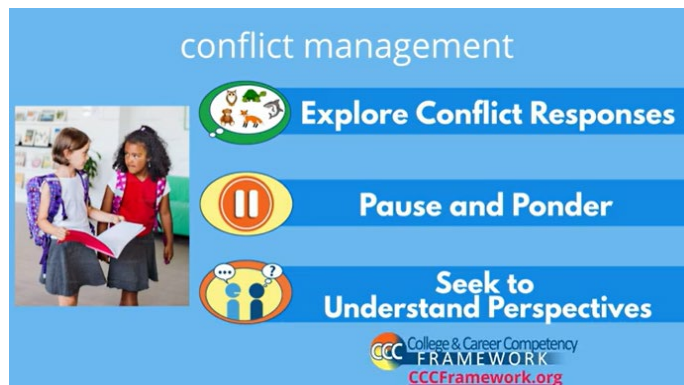 conflict management
Explore Conflict Responses
Pause and Ponder
Seek to
Understand Perspectives
CCC College & Career Competency
FRAMEWORK
CCCFramework.org